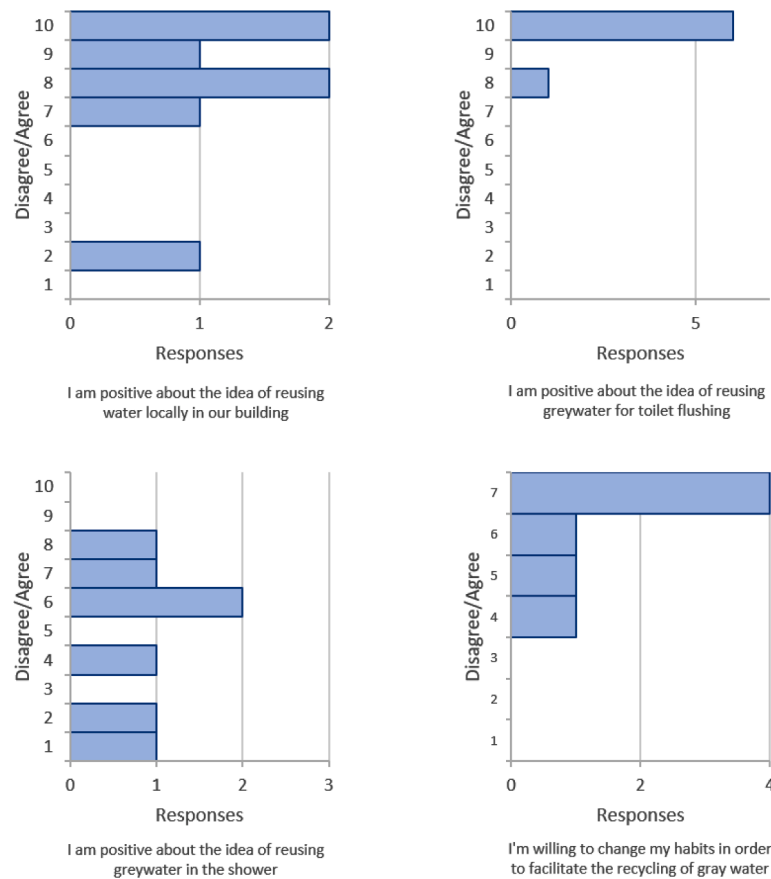 10
9
8
7
6
5
4
3
2
1
Disagree/Agree
0 1 2
Responses
I am positive about the idea of reusing
water locally in our building
10
9
8
7
6
5
4
3
2
1
Disagree/Agree
0 5
Responses
I am positive about the idea of reusing
greywater for toilet flushing
10
9
8
7
6
5
4
3
2
1
Disagree/Agree
0 1 2 3
Responses
I am positive about the idea of reusing
greywater in the shower
7
6
5
4
3
2
1
Disagree/Agree
0 2 4
Responses
I'm willing to change my habits in order
to facilitate the recycling of gray water